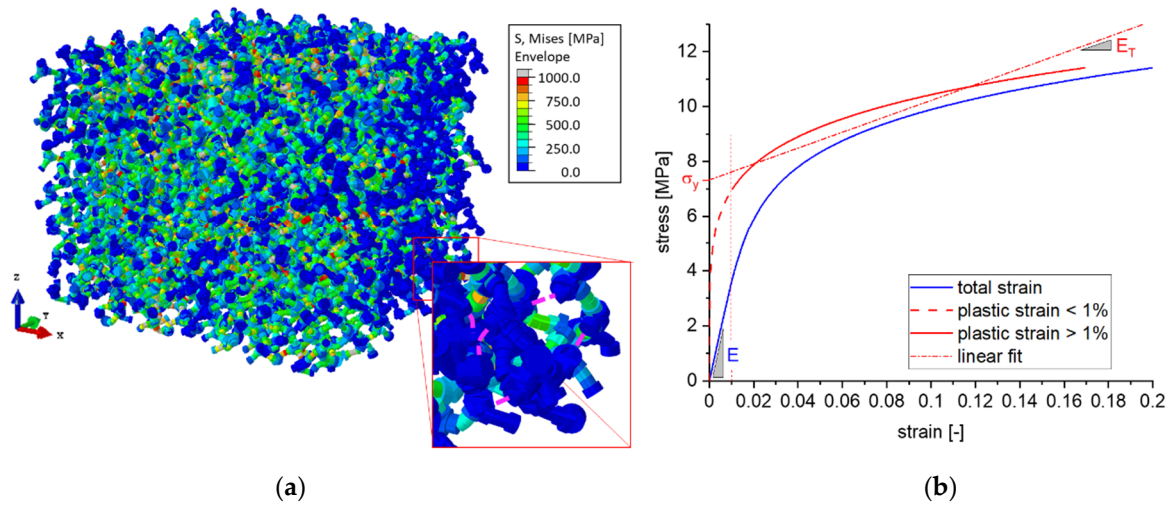 S, Mises [MPa]
Envelope
1000.0
750.0
500.0
250.0
0.0
Z
Y
X
(a)
12
10
8
6
4
2
0
σy
stress [MPa]
E
ET
total strain
plastic strain < 1%
plastic strain > 1%
linear fit
0 0.02 0.04 0.06 0.08 0.1 0.12 0.14 0.16 0.18 0.2
strain [-]
(b)